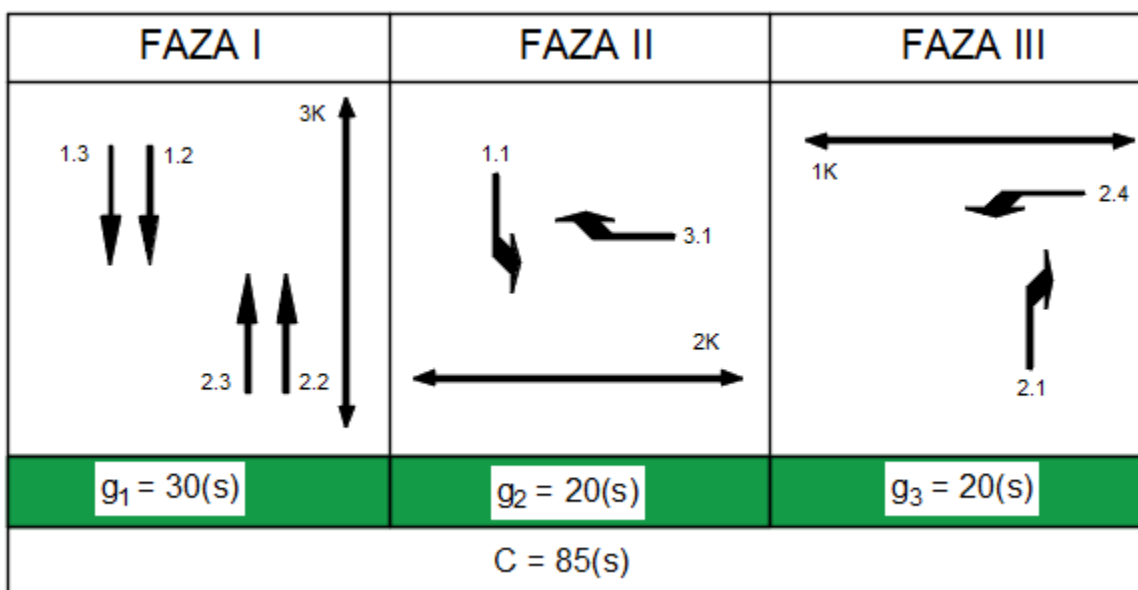 FAZA I
FAZA II
FAZA III
3K
1.3
1.2
2.3
2.2
1.1
3.1
2K
1K
2.4
2.1
g₁ = 30(s)
g₂ = 20(s)
g₃ = 20(s)
C = 85(s)